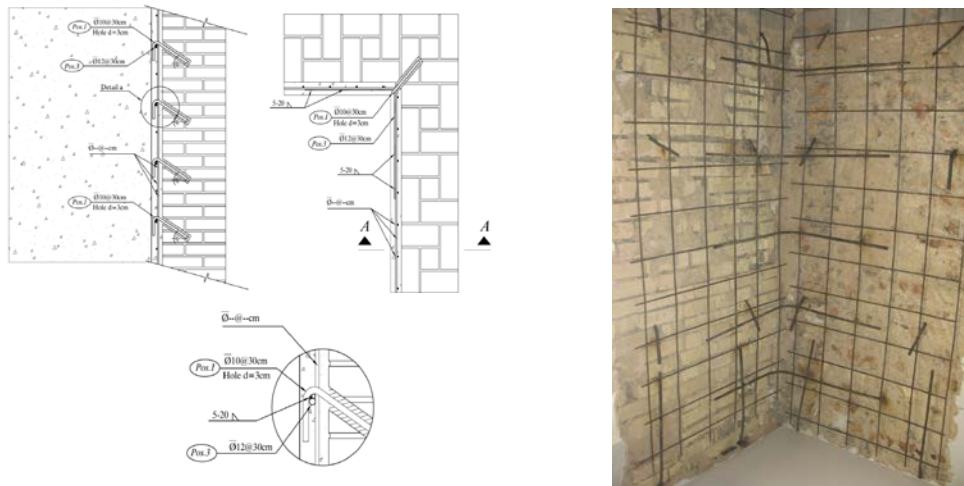 Pos.1
Ø10@30cm
Hole d=3cm
Pos.3
Ø12@30cm
Detail a
Ø--@--cm
Pos.1
Ø10@30cm
Hole d=3cm
5-20
Pos.1
Ø10@30cm
Hole d=3cm
Pos.3
Ø12@30cm
5-20
Ø--@--cm
A
A
Ø--@--cm
Pos.1
Ø10@30cm
Hole d=3cm
5-20
Pos.3
Ø12@30cm